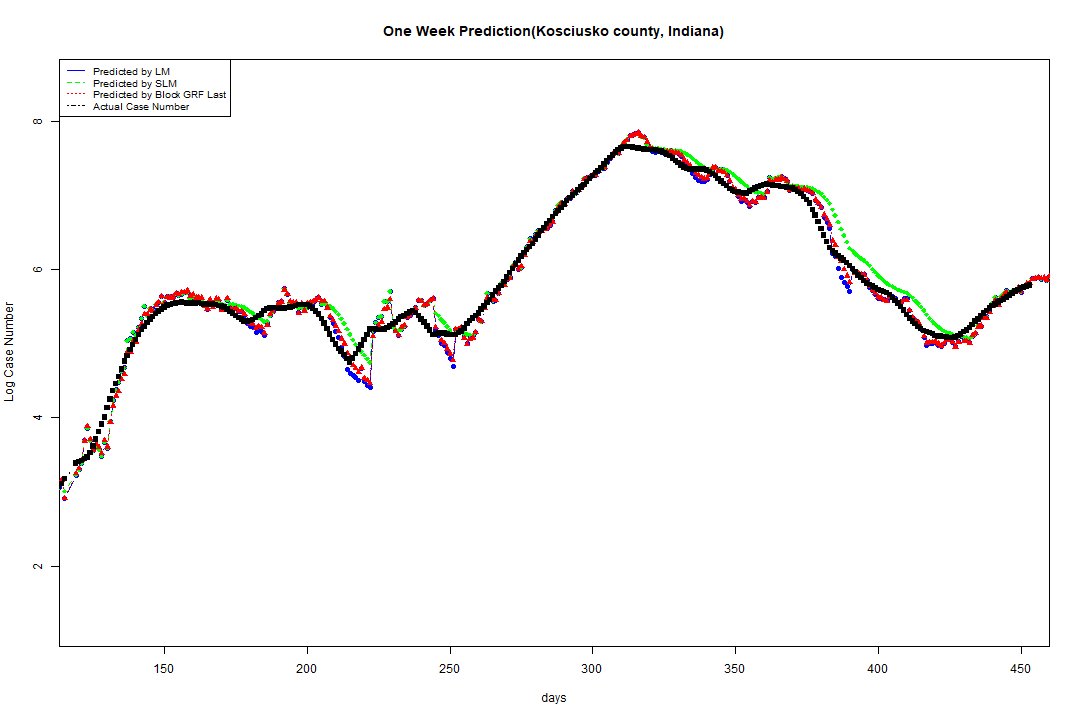 One Week Prediction(Kosciusko county, Indiana)
Predicted by LM
Predicted by SLM
Predicted by Block GRF Last
Actual Case Number
Log Case Number
8
6
4
2
150 200 250 300 350 400 450
days